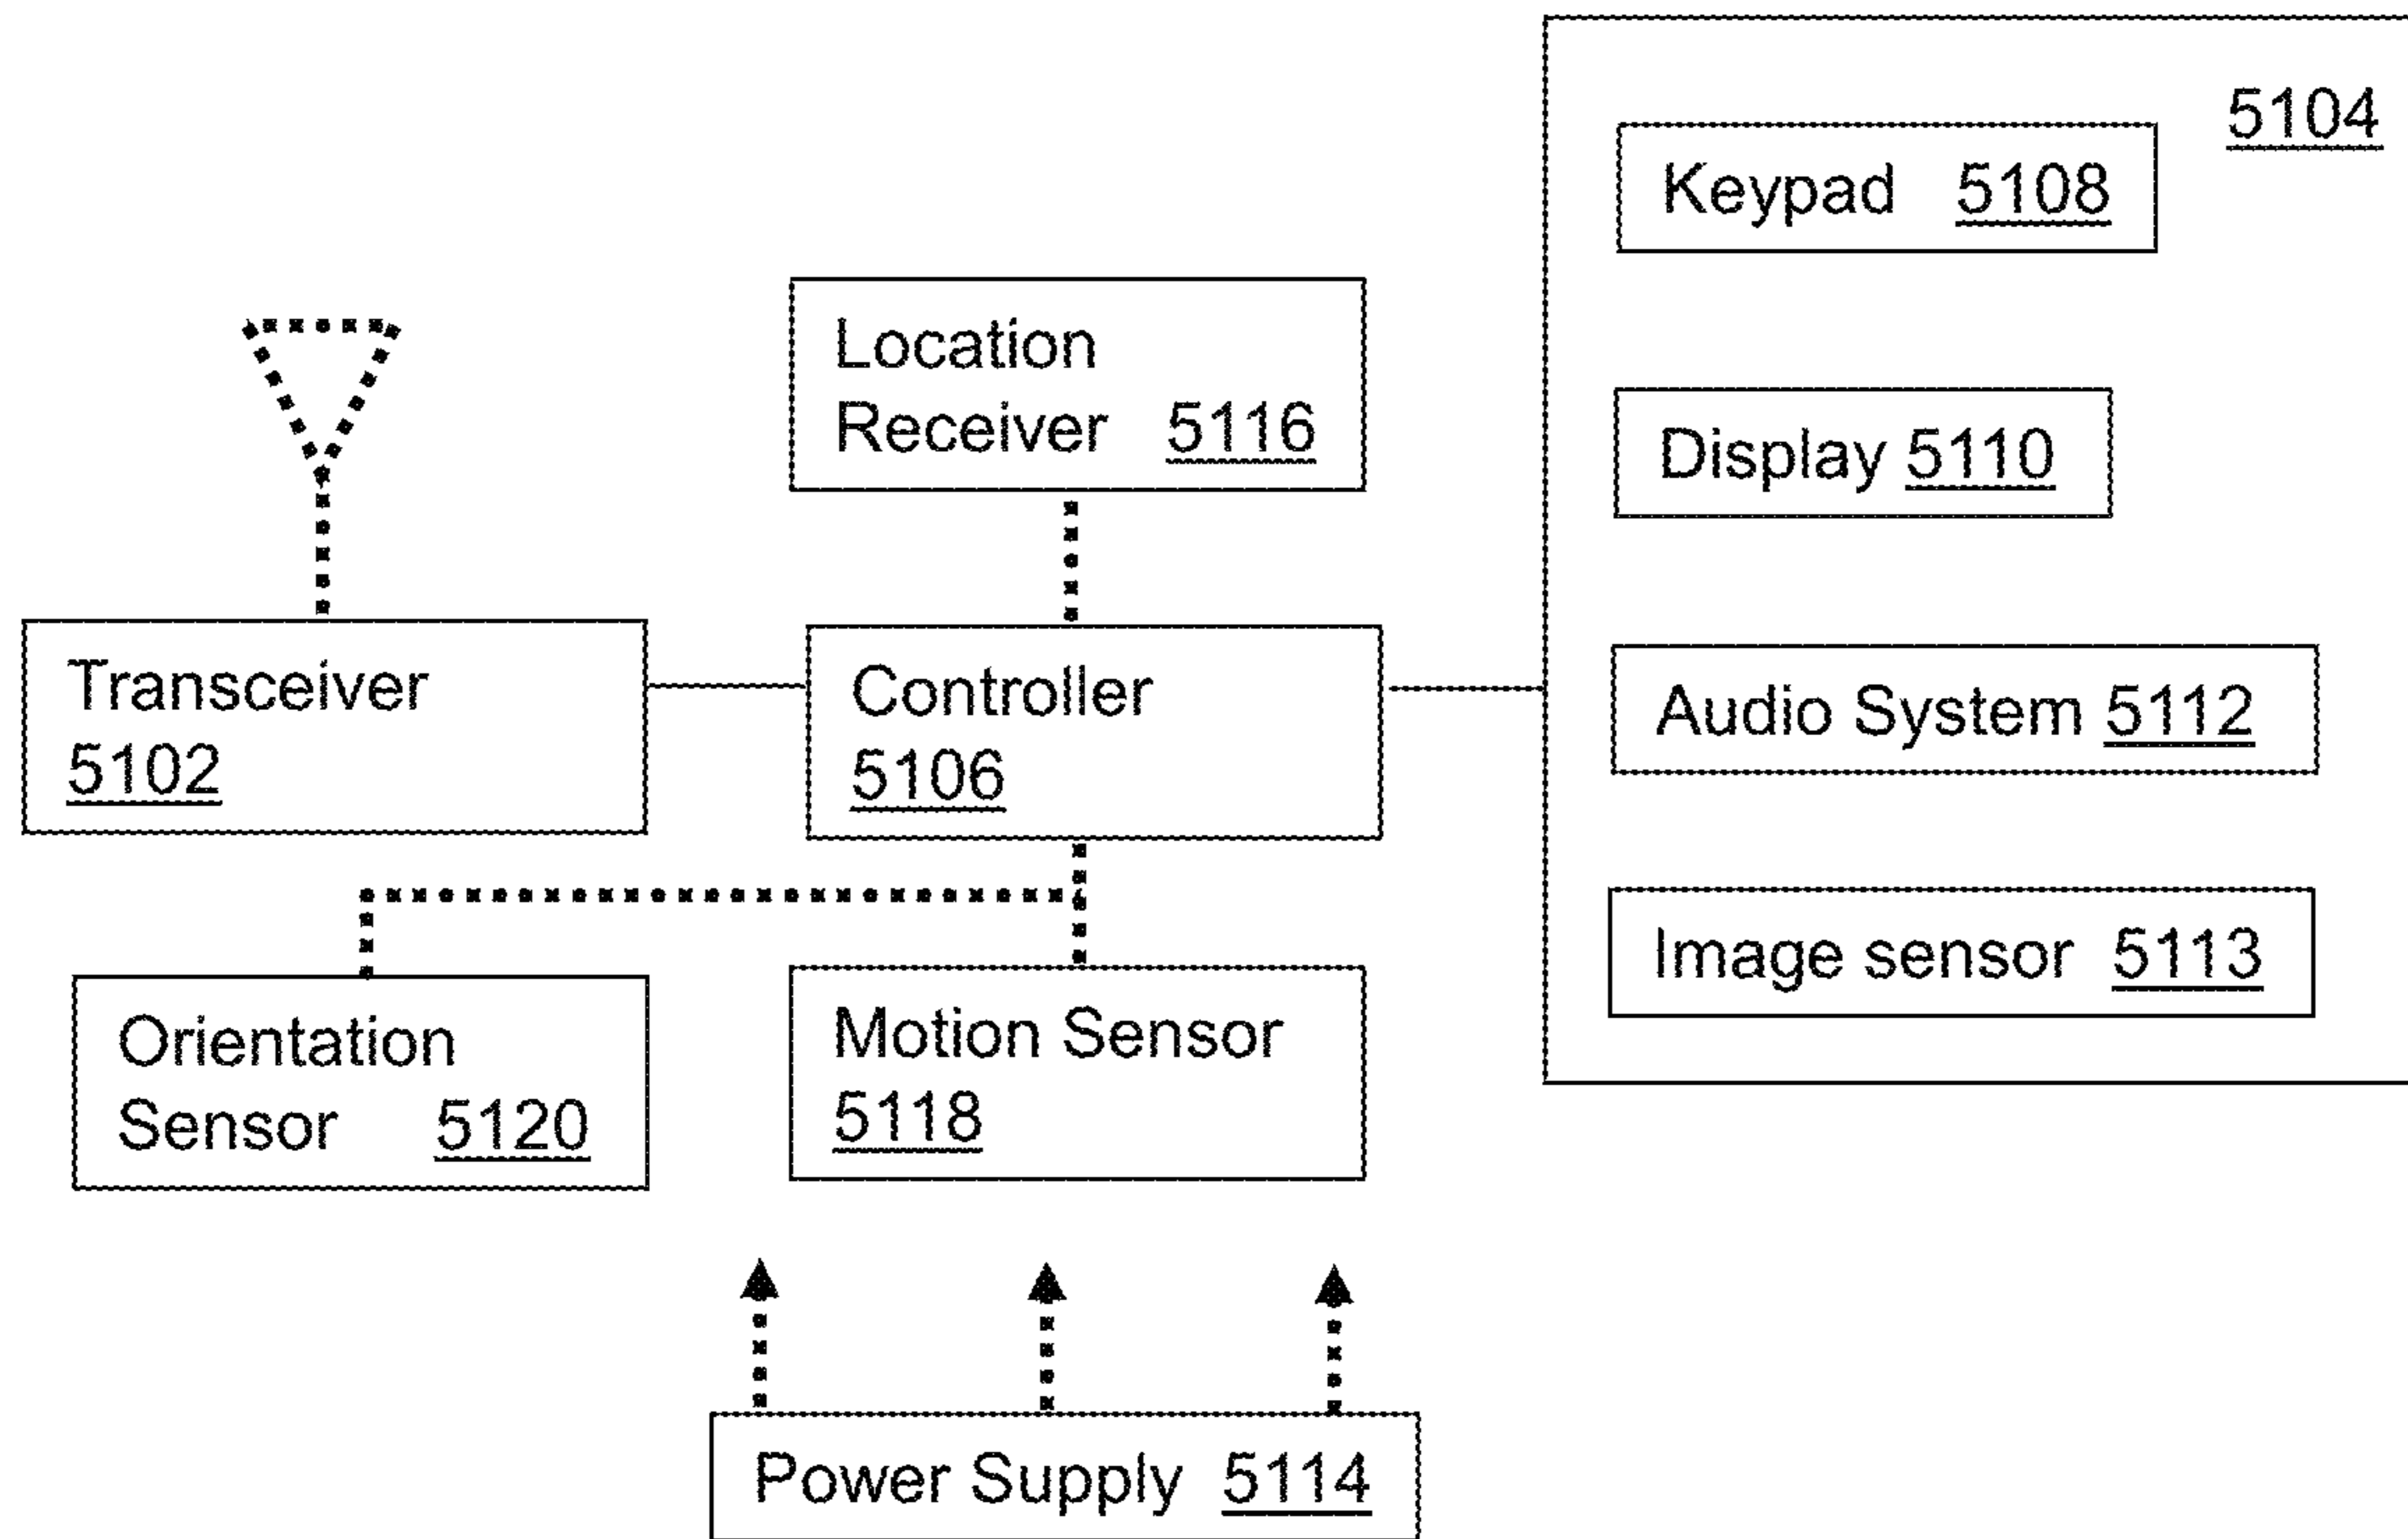 5104
Keypad 5108
Location
Receiver 5116
Display 5110
Transceiver
5102
Controller
5106
Audio System 5112
Image sensor 5113
Orientation
Sensor 5120
Motion Sensor
5118
Power Supply 5114